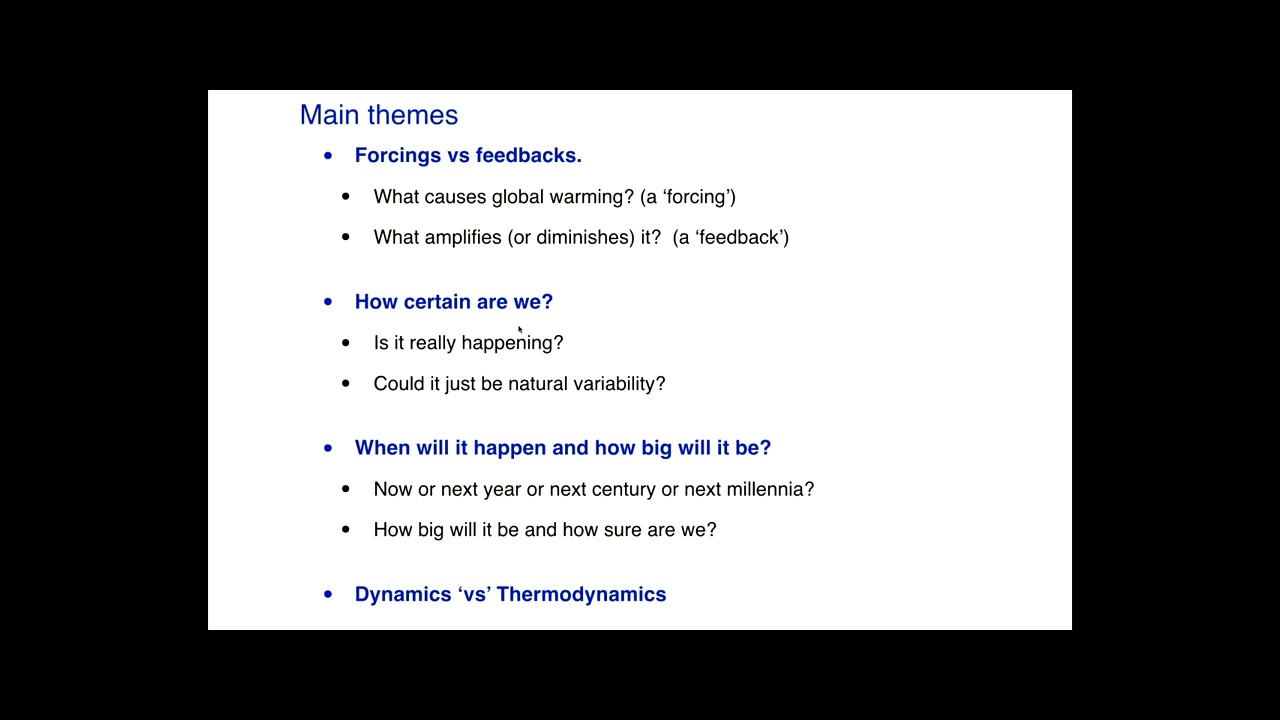 Main themes
• Forcings vs feedbacks.
• What causes global warming? (a ‘forcing’)
• What amplifies (or diminishes) it?  (a ‘feedback’)
• How certain are we?
• Is it really happening?
• Could it just be natural variability?
• When will it happen and how big will it be?
• Now or next year or next century or next millennia?
• How big will it be and how sure are we?
• Dynamics ‘vs’ Thermodynamics